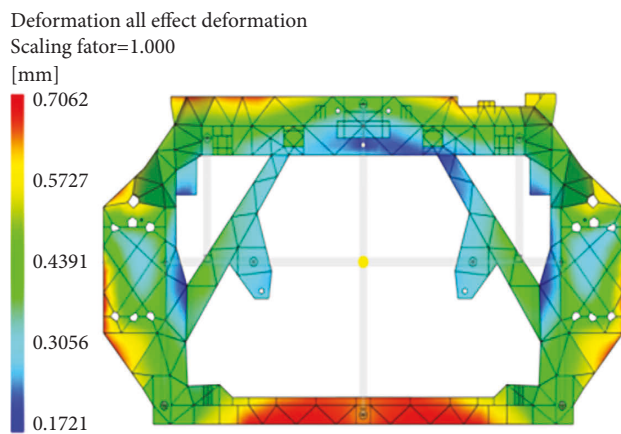 Deformation all effect deformation
Scaling fator=1.000
[mm]
0.7062
0.5727
0.4391
0.3056
0.1721